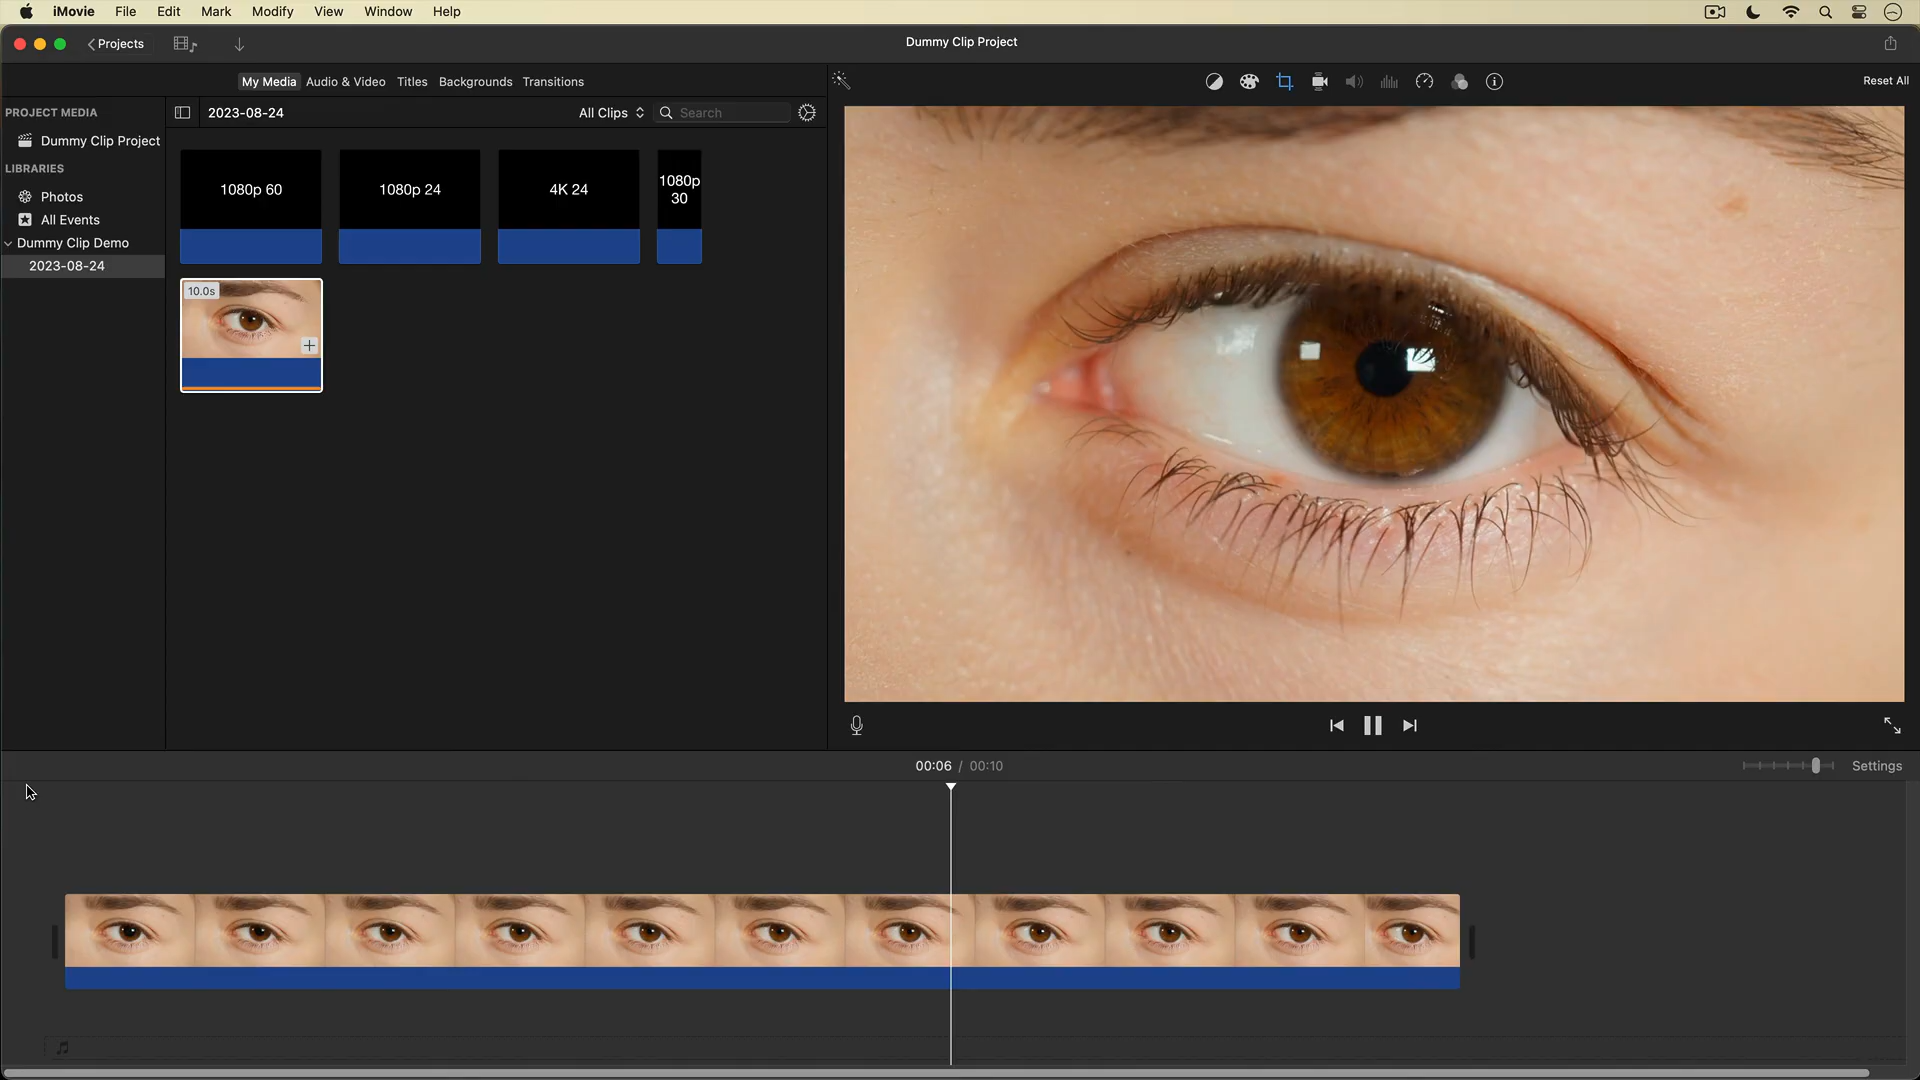 iMovie File Edit Mark Modify View Window Help
Projects
Dummy Clip Project
My Media Audio & Video Titles Backgrounds Transitions
Reset All
PROJECT MEDIA
Dummy Clip Project
LIBRARIES
Photos
All Events
Dummy Clip Demo
2023-08-24
2023-08-24
All Clips
Search
1080p 60
1080p 24
4K 24
1080p
30
10.0s
00:06 / 00:10
Settings